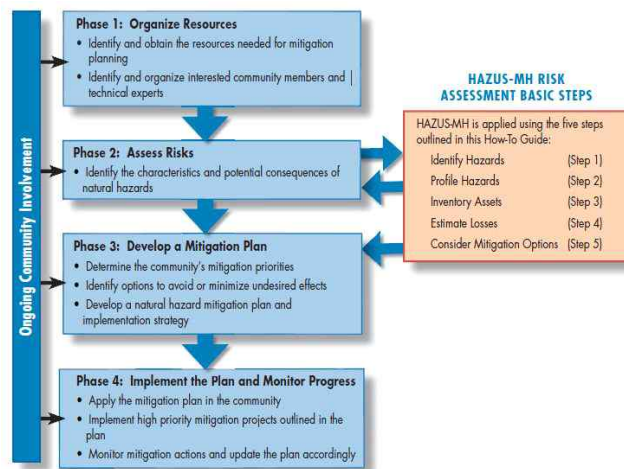 Ongoing Community Involvement
Phase 1: Organize Resources
• Identify and obtain the resources needed for mitigation
planning
• Identify and organize interested community members and
technical experts
Phase 2: Assess Risks
• Identify the characteristics and potential consequences of
natural hazards
Phase 3: Develop a Mitigation Plan
• Determine the community's mitigation priorities
• Identify options to avoid or minimize undesired effects
• Develop a natural hazard mitigation plan and
implementation strategy
Phase 4: Implement the Plan and Monitor Progress
• Apply the mitigation plan in the community
• Implement high priority mitigation projects outlined in the
plan
• Monitor mitigation actions and update the plan accordingly
HAZUS-MH RISK
ASSESSMENT BASIC STEPS
HAZUS-MH is applied using the five steps
outlined in this How-To Guide:
Identify Hazards (Step 1)
Profile Hazards (Step 2)
Inventory Assets (Step 3)
Estimate Losses (Step 4)
Consider Mitigation Options (Step 5)